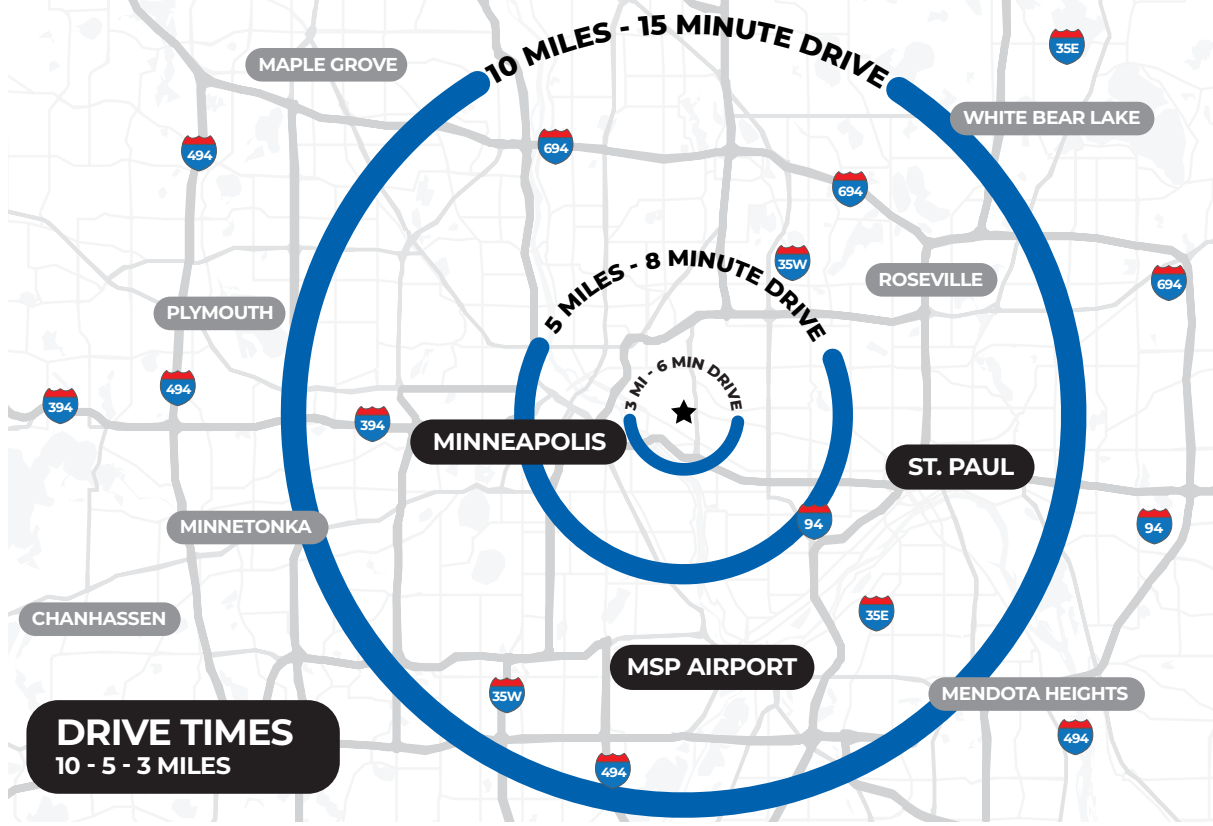 10 MILES - 15 MINUTE DRIVE
35E
MAPLE GROVE
WHITE BEAR LAKE
494
694
694
5 MILES - 8 MINUTE DRIVE
35W
ROSEVILLE
694
PLYMOUTH
3 MI - 6 MIN DRIVE
494
394
394
MINNEAPOLIS
ST. PAUL
94
94
MINNETONKA
35E
CHANHASSEN
MSP AIRPORT
35W
MENDOTA HEIGHTS
494
494
DRIVE TIMES
10 - 5 - 3 MILES